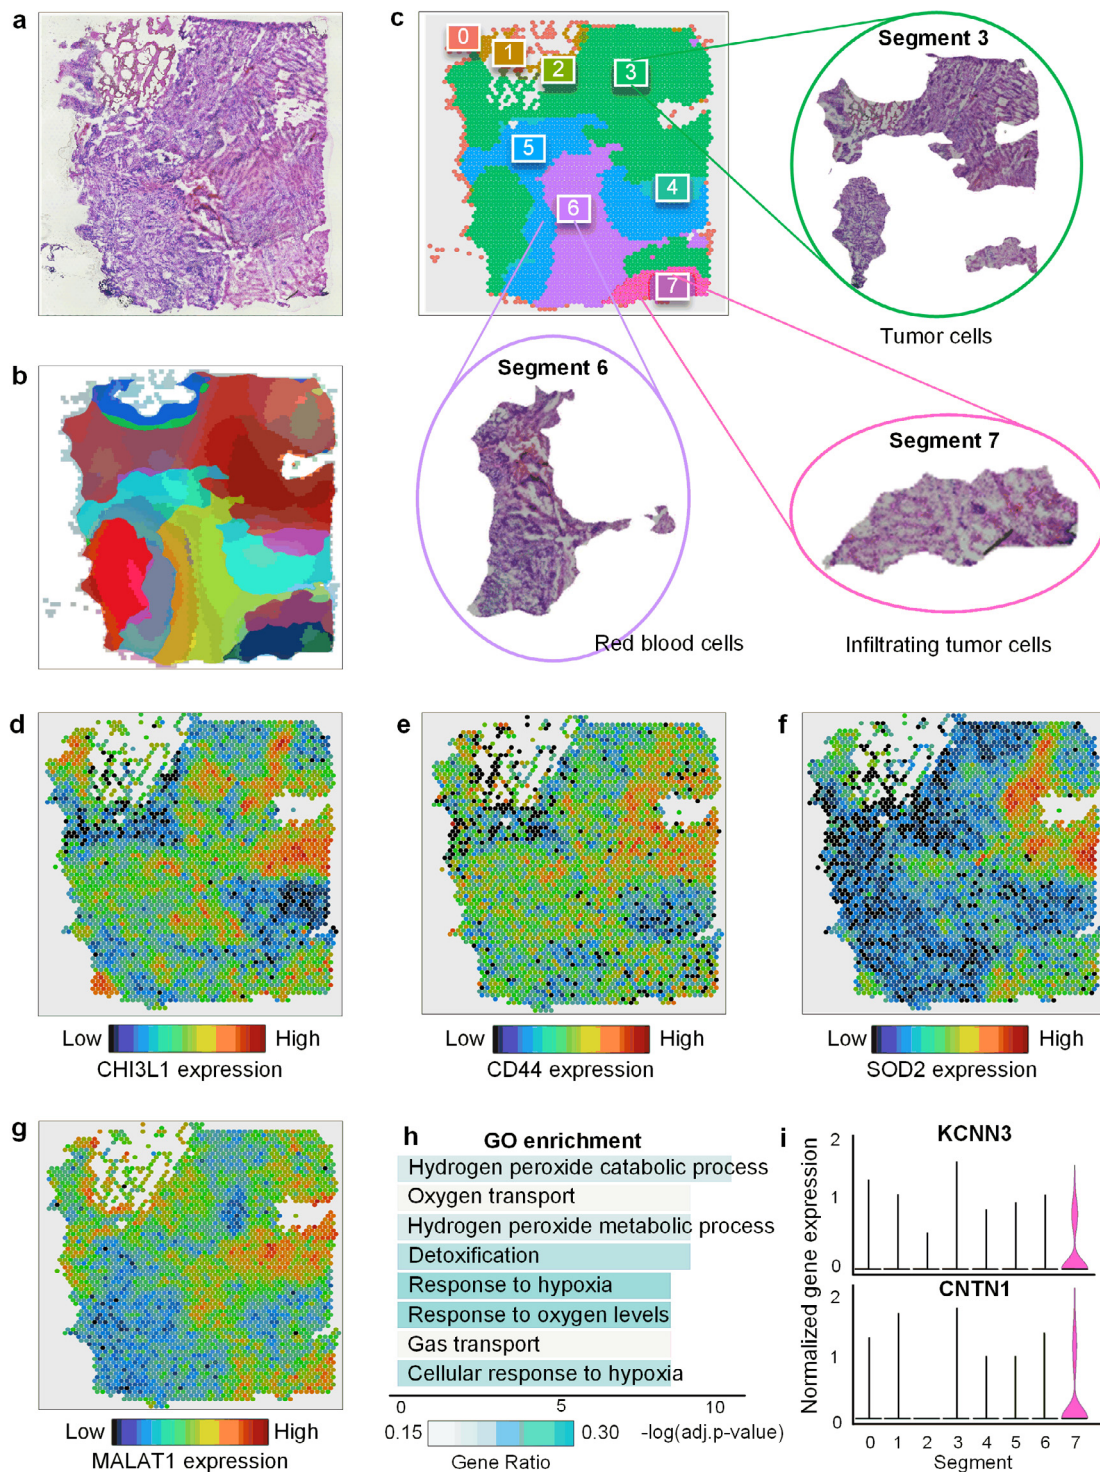 a
c
0
1
2
3
5
4
6
7
Segment 3
Tumor cells
b
Segment 6
Red blood cells
Segment 7
Infiltrating tumor cells
d
e
f
Low High
CHI3L1 expression
Low High
CD44 expression
Low High
SOD2 expression
g
Low High
MALAT1 expression
h
GO enrichment
Hydrogen peroxide catabolic process
Oxygen transport
Hydrogen peroxide metabolic process
Detoxification
Response to hypoxia
Response to oxygen levels
Gas transport
Cellular response to hypoxia
0 5 10
0.15 0.30 -log(adj.p-value)
Gene Ratio
i
KCNN3
2
1
0
CNTN1
2
1
0
Normalized gene expression
0 1 2 3 4 5 6 7
Segment